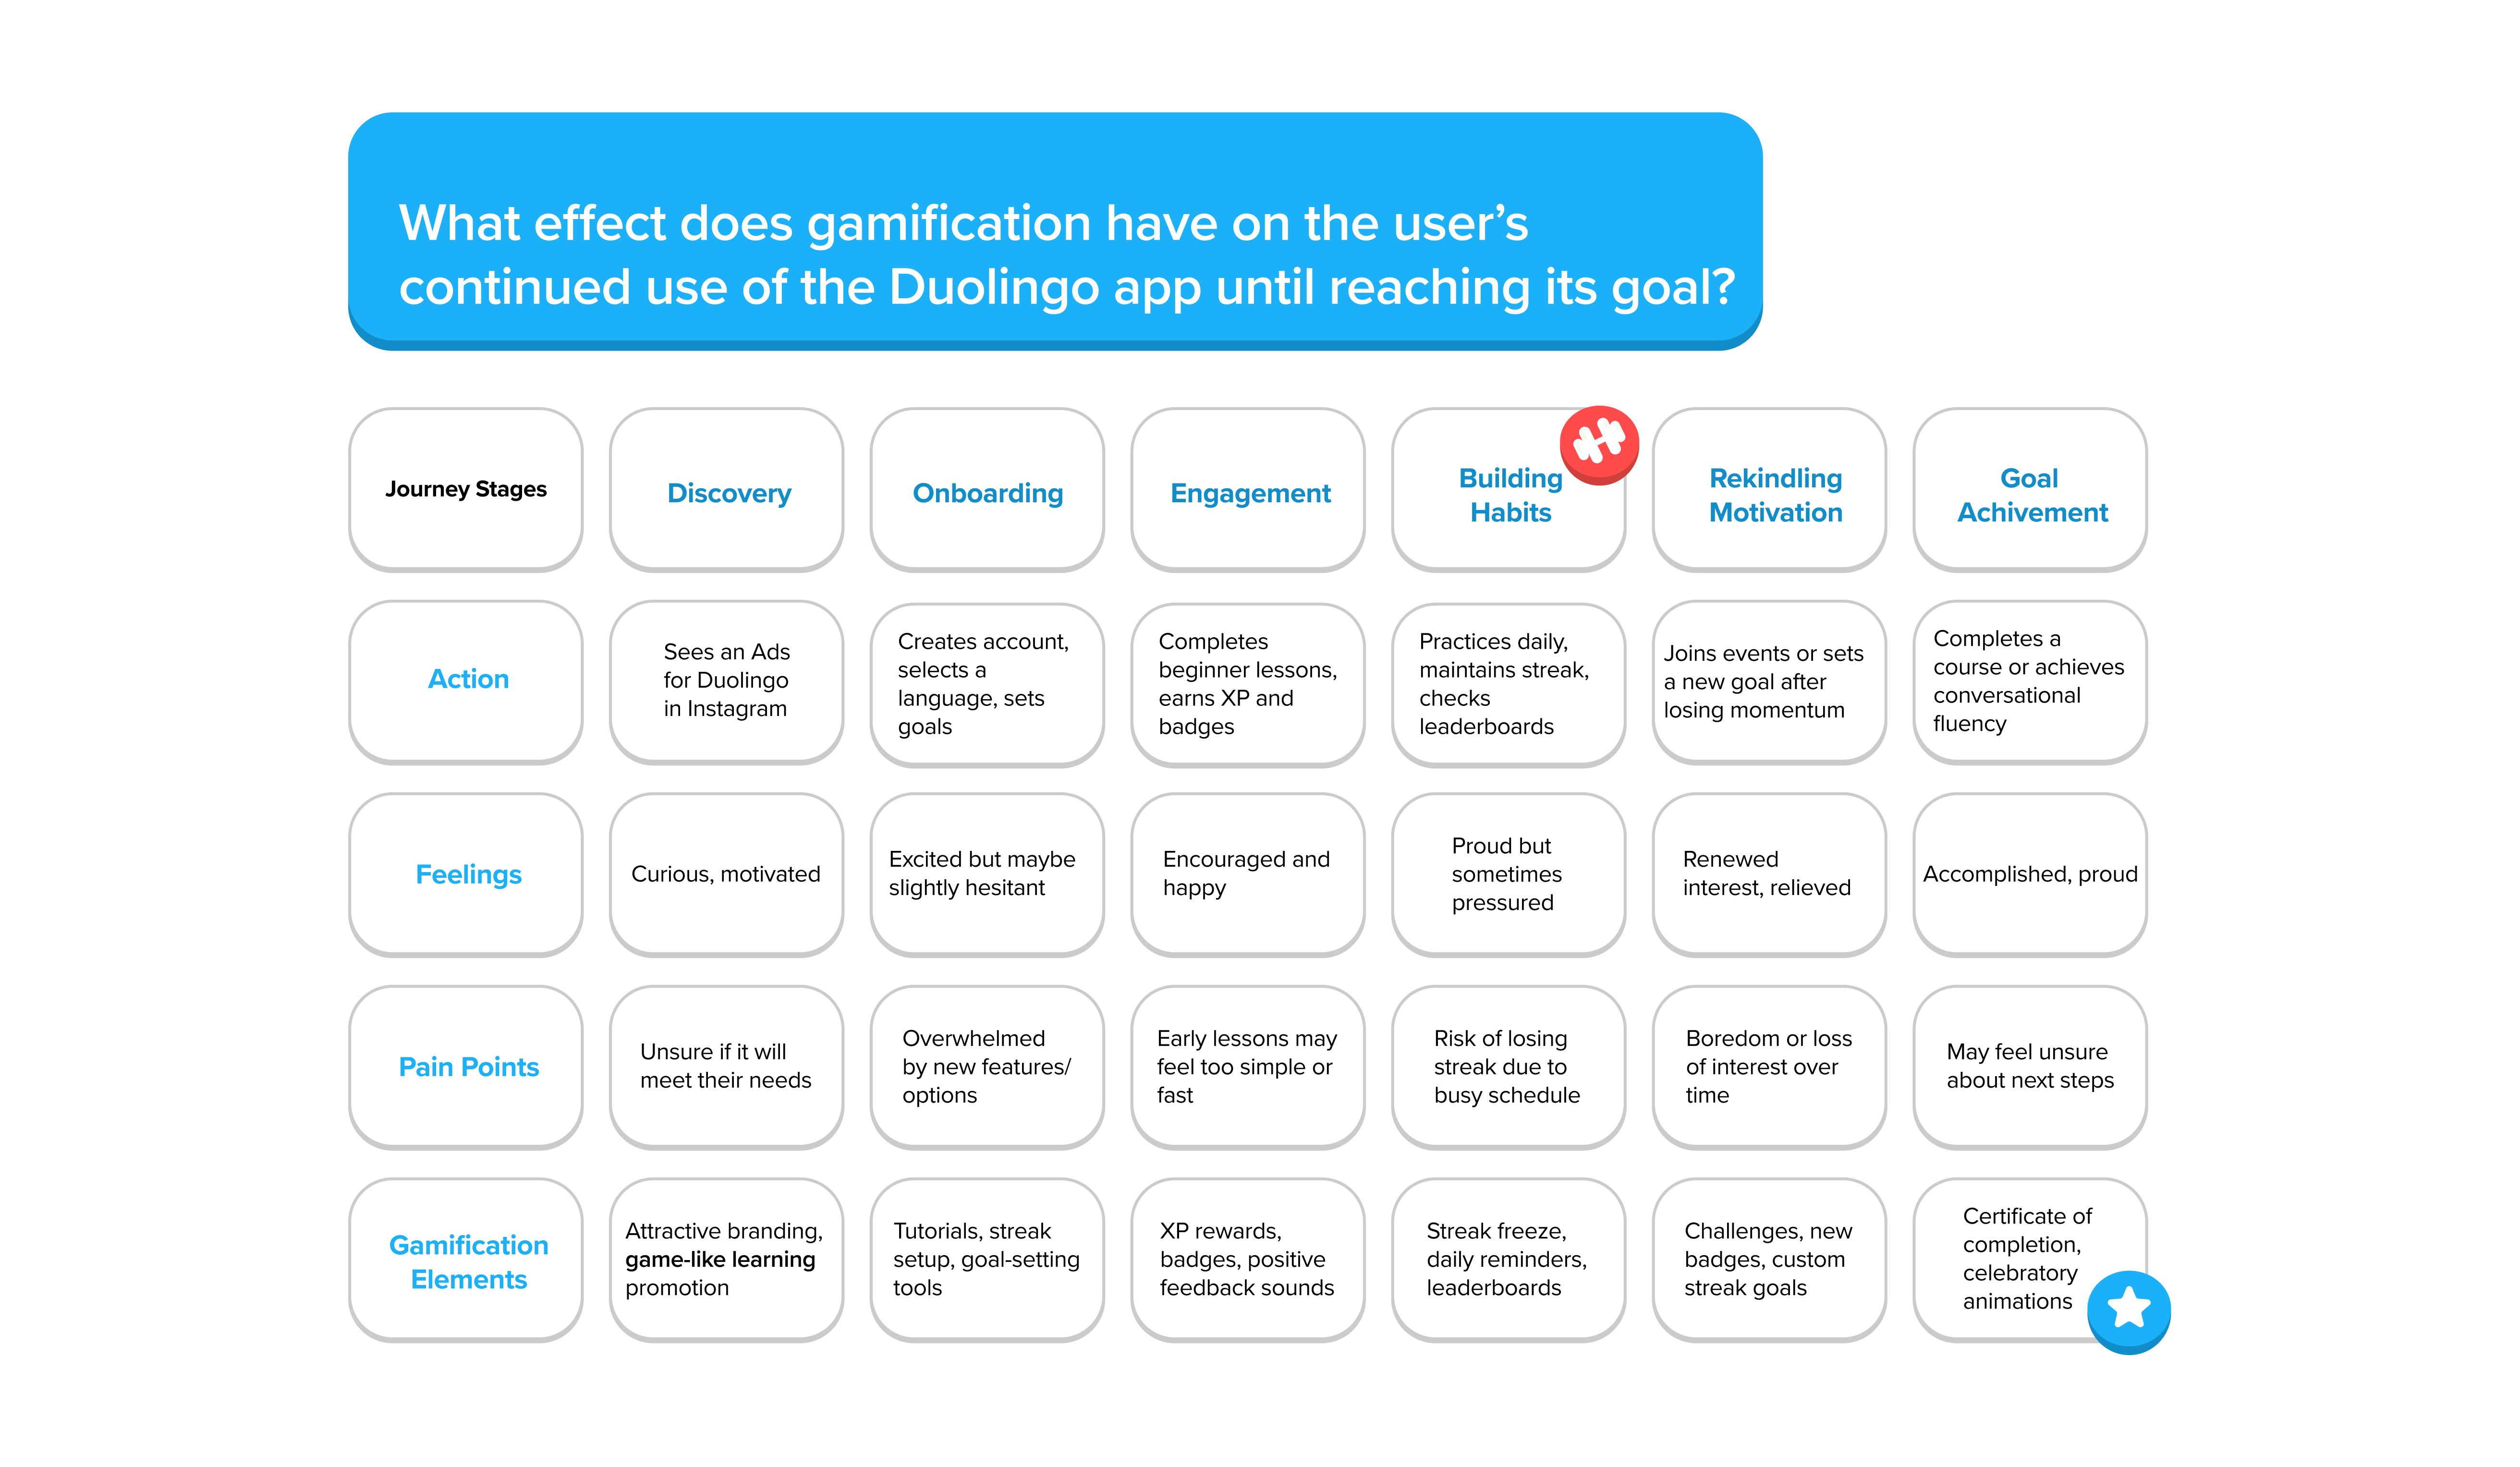 What effect does gamification have on the user’s
continued use of the Duolingo app until reaching its goal?
Journey Stages
Discovery
Onboarding
Engagement
Building
Habits
Rekindling
Motivation
Goal
Achivement
Action
Sees an Ads
for Duolingo
in Instagram
Creates account,
selects a
language, sets
goals
Completes
beginner lessons,
earns XP and
badges
Practices daily,
maintains streak,
checks
leaderboards
Joins events or sets
a new goal after
losing momentum
Completes a
course or achieves
conversational
fluency
Feelings
Curious, motivated
Excited but maybe
slightly hesitant
Encouraged and
happy
Proud but
sometimes
pressured
Renewed
interest, relieved
Accomplished, proud
Pain Points
Unsure if it will
meet their needs
Overwhelmed
by new features/
options
Early lessons may
feel too simple or
fast
Risk of losing
streak due to
busy schedule
Boredom or loss
of interest over
time
May feel unsure
about next steps
Gamification
Elements
Attractive branding,
game-like learning
promotion
Tutorials, streak
setup, goal-setting
tools
XP rewards,
badges, positive
feedback sounds
Streak freeze,
daily reminders,
leaderboards
Challenges, new
badges, custom
streak goals
Certificate of
completion,
celebratory
animations